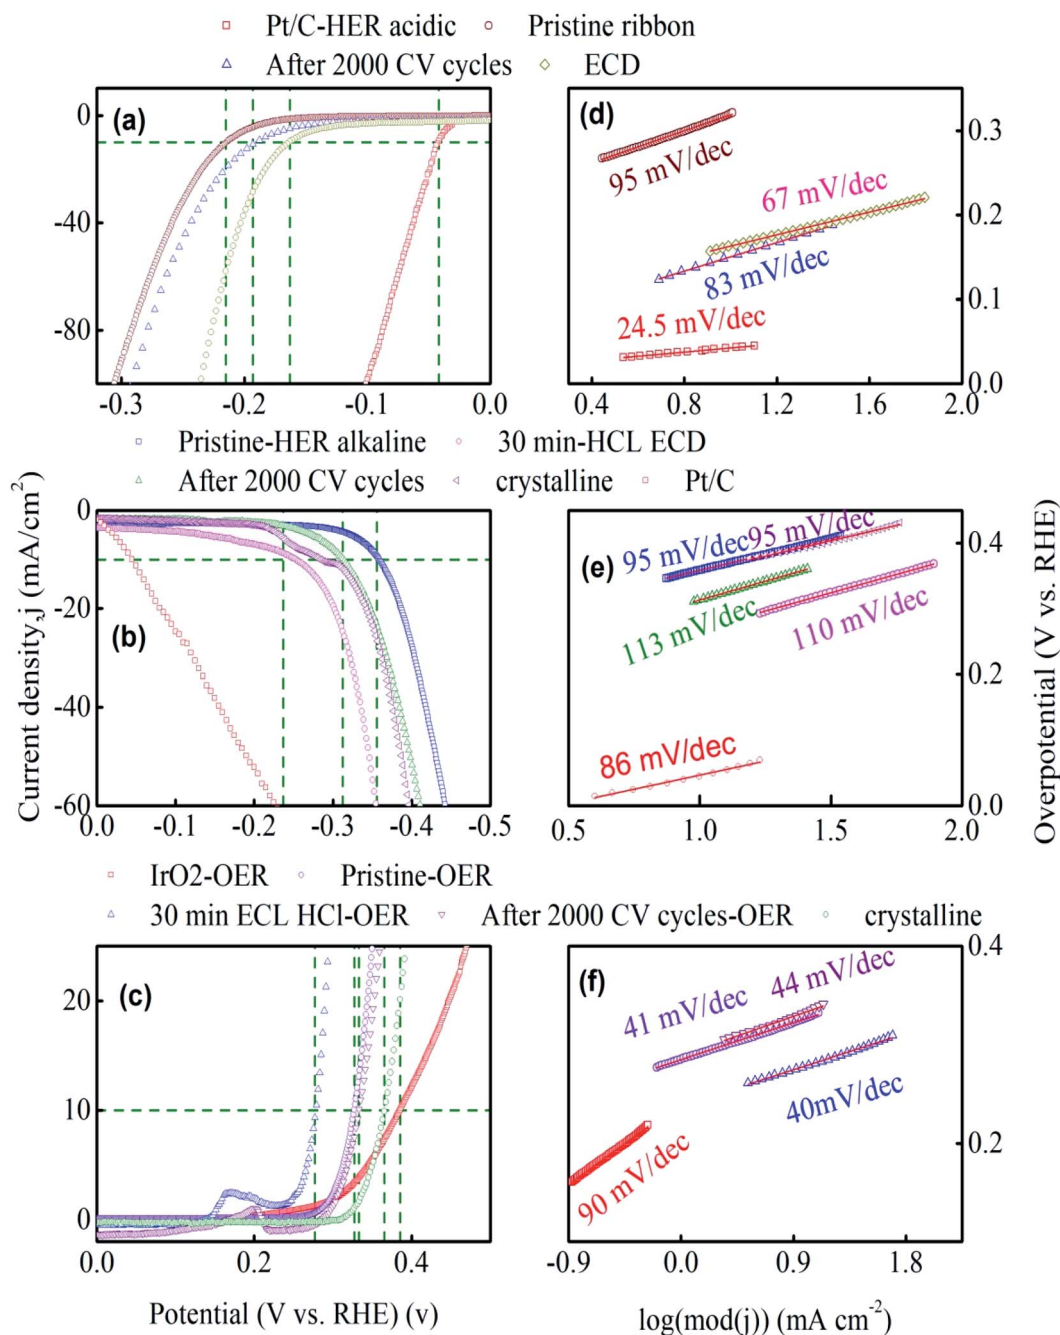 Pt/C-HER acidic Pristine ribbon
After 2000 CV cycles ECD
(a)
0
-40
-80
-0.3 -0.2 -0.1 0.0
(d)
95 mV/dec
67 mV/dec
83 mV/dec
24.5 mV/dec
0.3
0.2
0.1
0.0
0.4 0.8 1.2 1.6 2.0
Pristine-HER alkaline 30 min-HCL ECD
After 2000 CV cycles crystalline Pt/C
(b)
0
-20
-40
-60
0.0 -0.1 -0.2 -0.3 -0.4 -0.5
Current density,j (mA/cm2)
(e)
95 mV/dec
95 mV/dec
113 mV/dec
110 mV/dec
86 mV/dec
0.4
0.2
0.0
0.5 1.0 1.5 2.0
Overpotential (V vs. RHE)
IrO2-OER Pristine-OER
30 min ECL HCl-OER After 2000 CV cycles-OER crystalline
(c)
20
10
0
0.0 0.2 0.4
Potential (V vs. RHE) (v)
(f)
41 mV/dec
44 mV/dec
40mV/dec
90 mV/dec
0.4
0.2
-0.9 0.0 0.9 1.8
log(mod(j)) (mA cm-2)